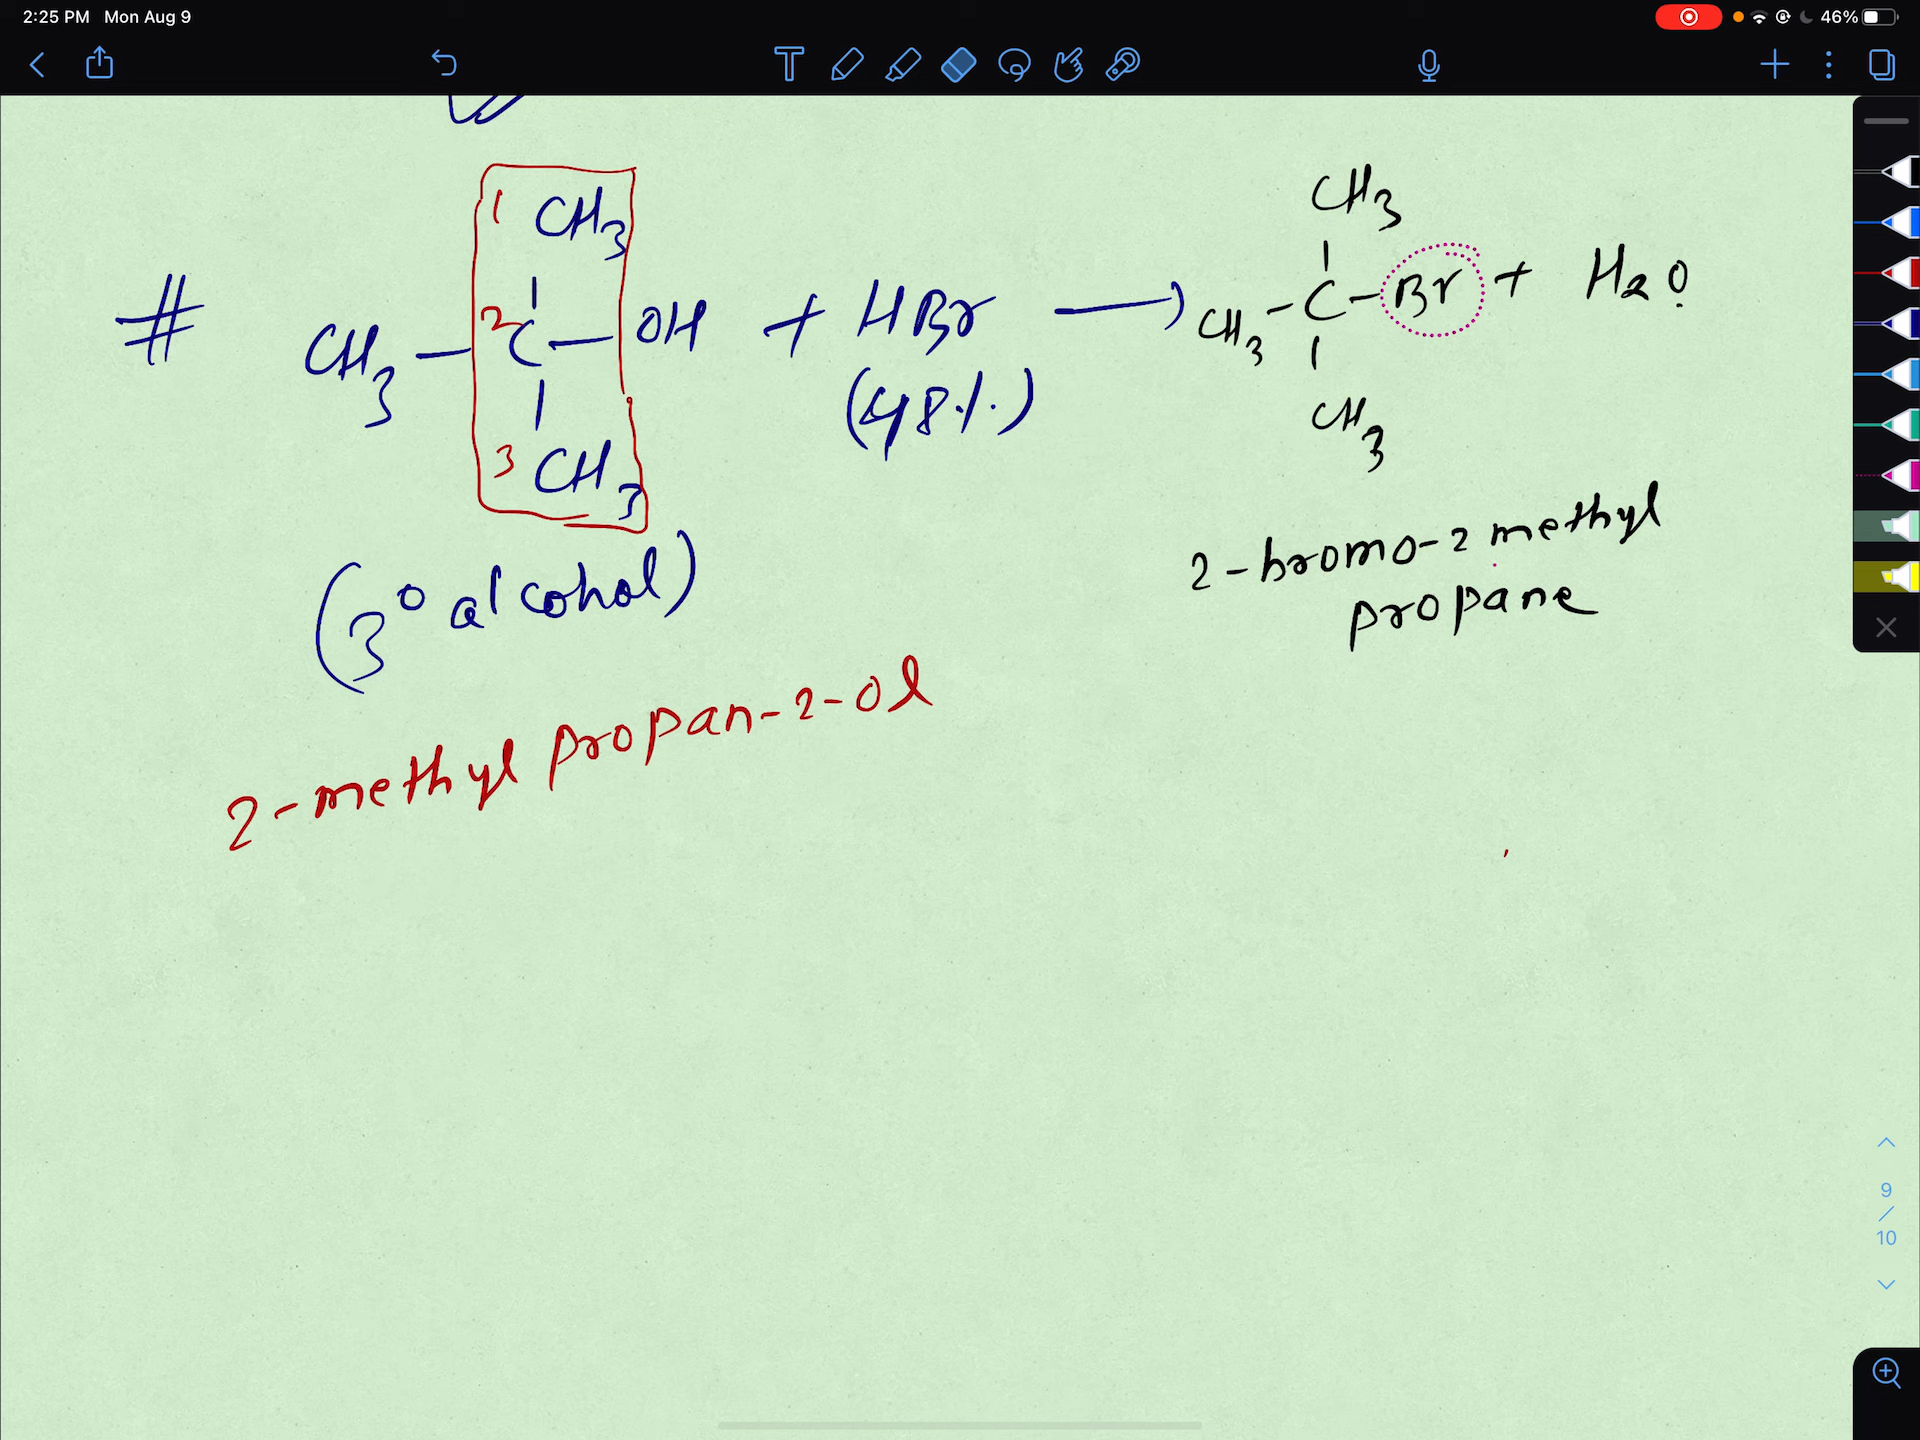 2:25 PM Mon Aug 9
46%
1 CH3
CH3 - 2 C - OH + HBr ⟶ CH3 - C - Br + H2O
CH3
(48%)
3 CH3
CH3
(3° alcohol)
2-bromo-2 methyl
propane
2-methyl propan-2-ol
9
/
10